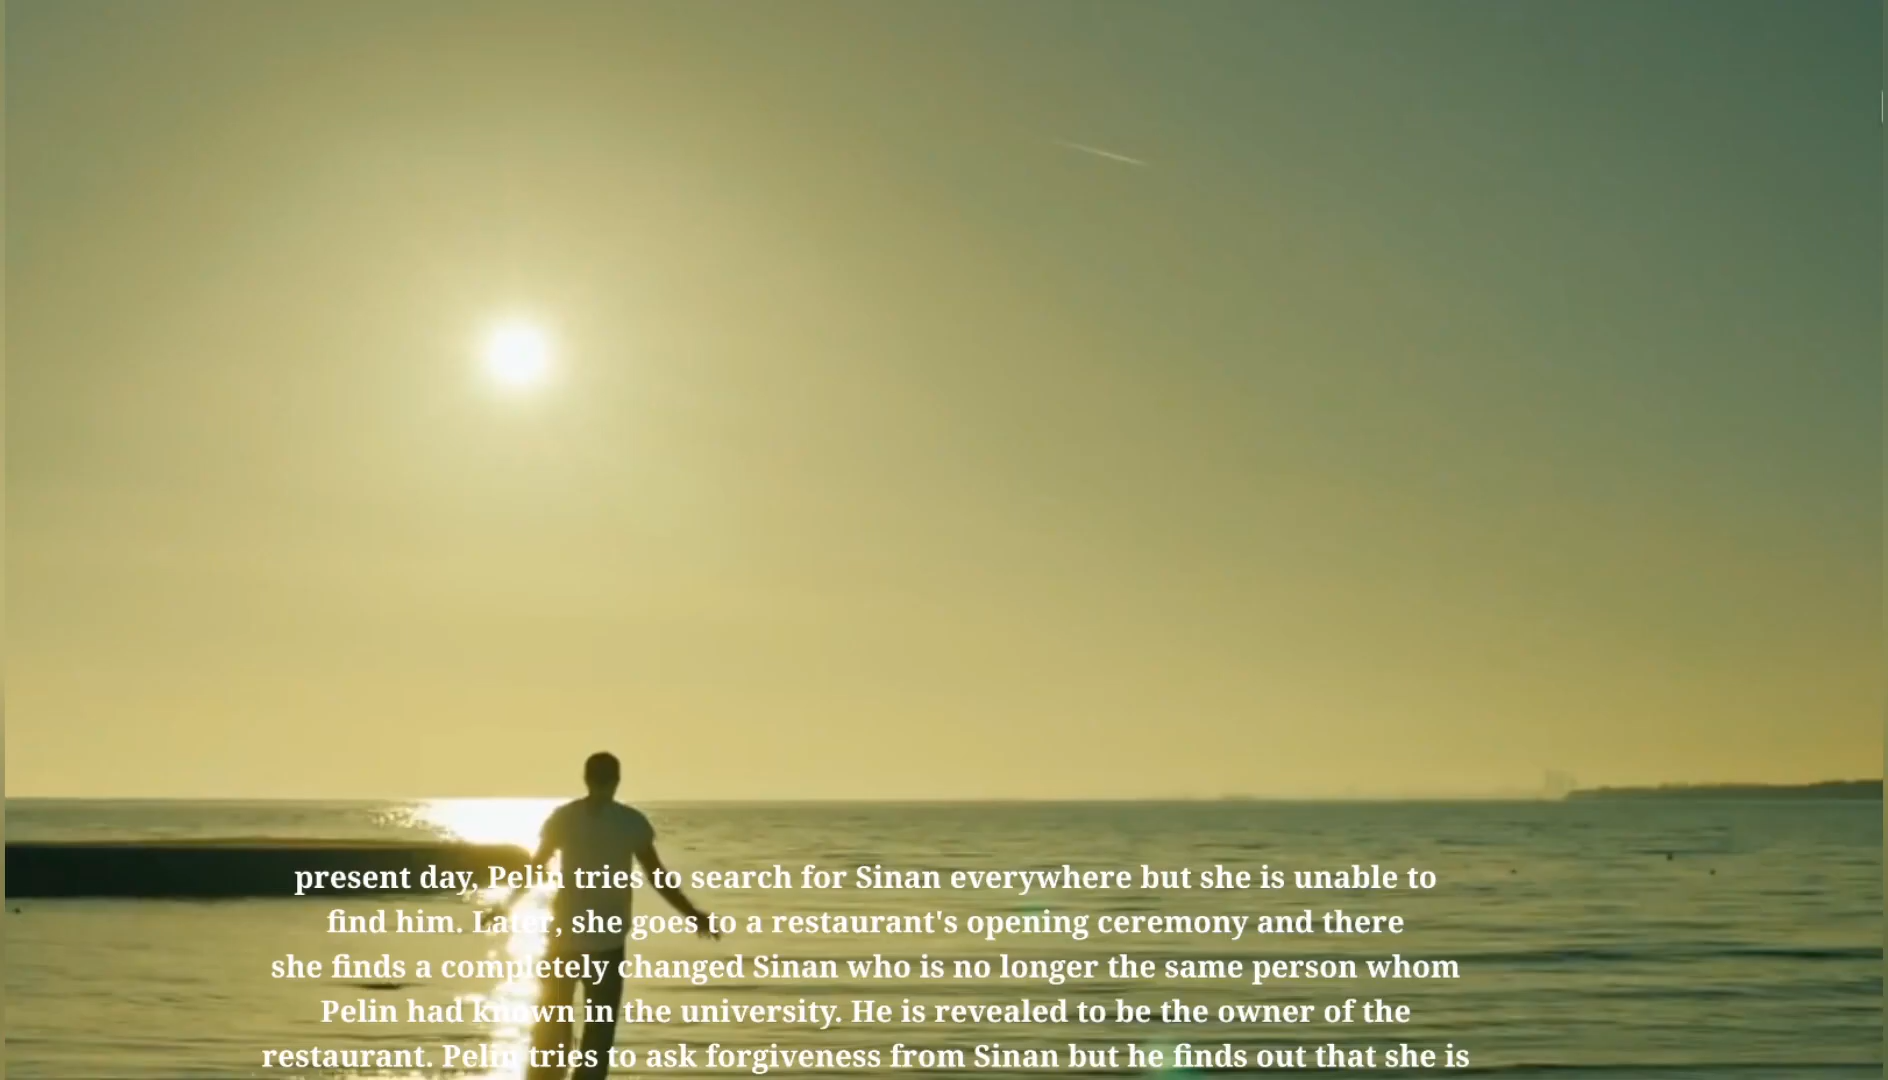 present day, Pelin tries to search for Sinan everywhere but she is unable to
find him. Later, she goes to a restaurant's opening ceremony and there
she finds a completely changed Sinan who is no longer the same person whom
Pelin had known in the university. He is revealed to be the owner of the
restaurant. Pelin tries to ask forgiveness from Sinan but he finds out that she is